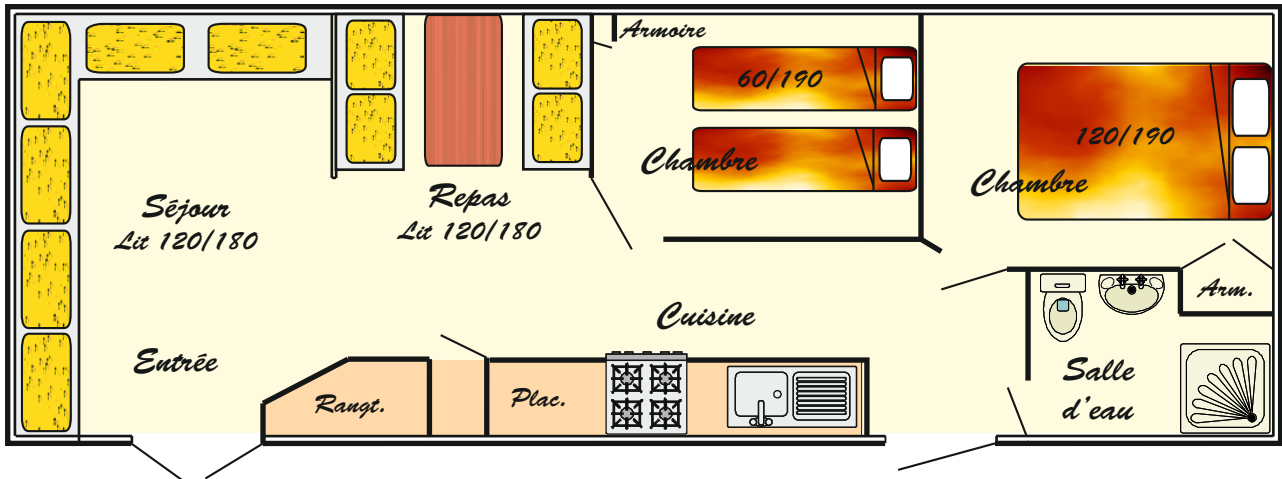 Armoire
60/190
120/190
Chambre
Chambre
Séjour
Lit 120/180
Repas
Lit 120/180
Arm.
Cuisine
Entrée
Rangt.
Plac.
Salle
d'eau